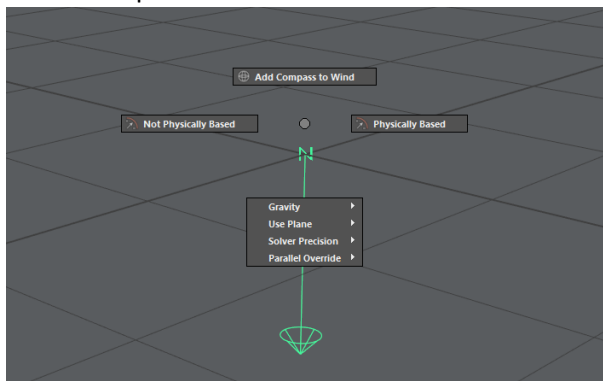 Add Compass to Wind
Not Physically Based
Physically Based
N
Gravity
Use Plane
Solver Precision
Parallel Override